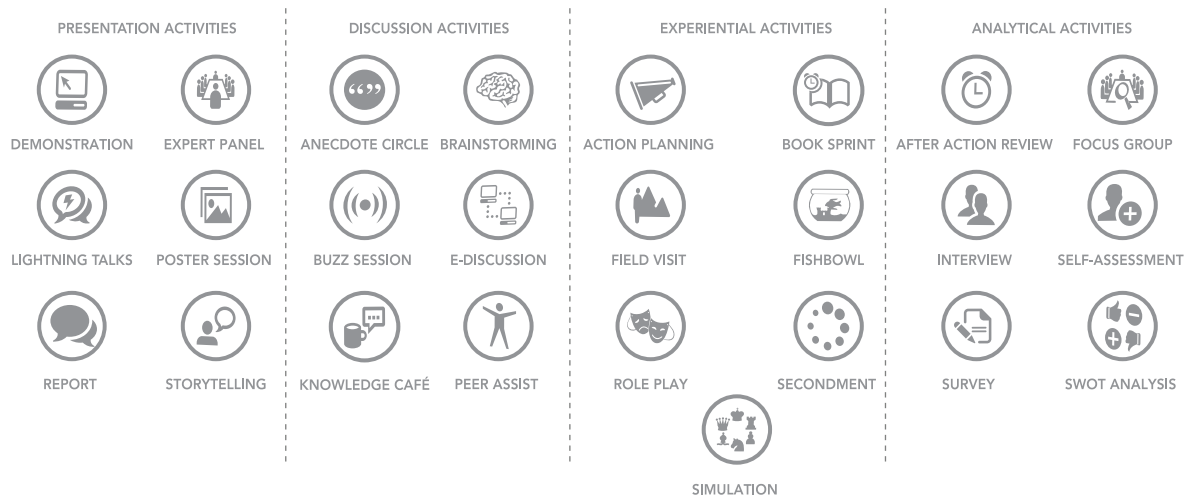 PRESENTATION ACTIVITIES
DEMONSTRATION
EXPERT PANEL
LIGHTNING TALKS
POSTER SESSION
REPORT
STORYTELLING
DISCUSSION ACTIVITIES
ANECDOTE CIRCLE
BRAINSTORMING
BUZZ SESSION
E-DISCUSSION
KNOWLEDGE CAFÉ
PEER ASSIST
EXPERIENTIAL ACTIVITIES
ACTION PLANNING
BOOK SPRINT
FIELD VISIT
FISHBOWL
ROLE PLAY
SECONDMENT
SIMULATION
ANALYTICAL ACTIVITIES
AFTER ACTION REVIEW
FOCUS GROUP
INTERVIEW
SELF-ASSESSMENT
SURVEY
SWOT ANALYSIS